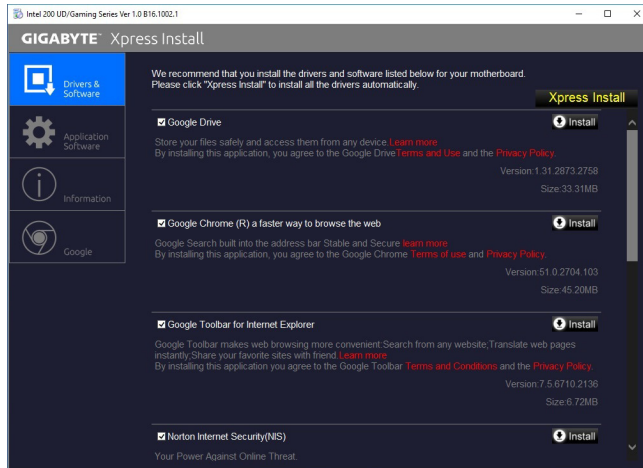 Intel 200 UD/Gaming Series Ver 1.0 B16.1002.1
GIGABYTE™ Xpress Install
Drivers &
Software
Application
Software
Information
Google
We recommend that you install the drivers and software listed below for your motherboard.
Please click "Xpress Install" to install all the drivers automatically.
Xpress Install
Google Drive
Install
Store your files safely and access them from any device.Learn more
By installing this application, you agree to the Google DriveTerms and Use and the Privacy Policy.
Version:1.31.2873.2758
Size:33.31MB
Google Chrome (R) a faster way to browse the web
Install
Google Search built into the address bar Stable and Secure learn more
By installing this application, you agree to the Google Chrome Terms of use and Privacy Policy.
Version:51.0.2704.103
Size:45.20MB
Google Toolbar for Internet Explorer
Install
Google Toolbar makes web browsing more convenient:Search from any website;Translate web pages
instantly;Share your favorite sites with friend.Learn more
By installing this application you agree to the Google Toolbar Terms and Conditions and the Privacy Policy.
Version:7.5.6710.2136
Size:6.72MB
Norton Internet Security(NIS)
Install
Your Power Against Online Threat.